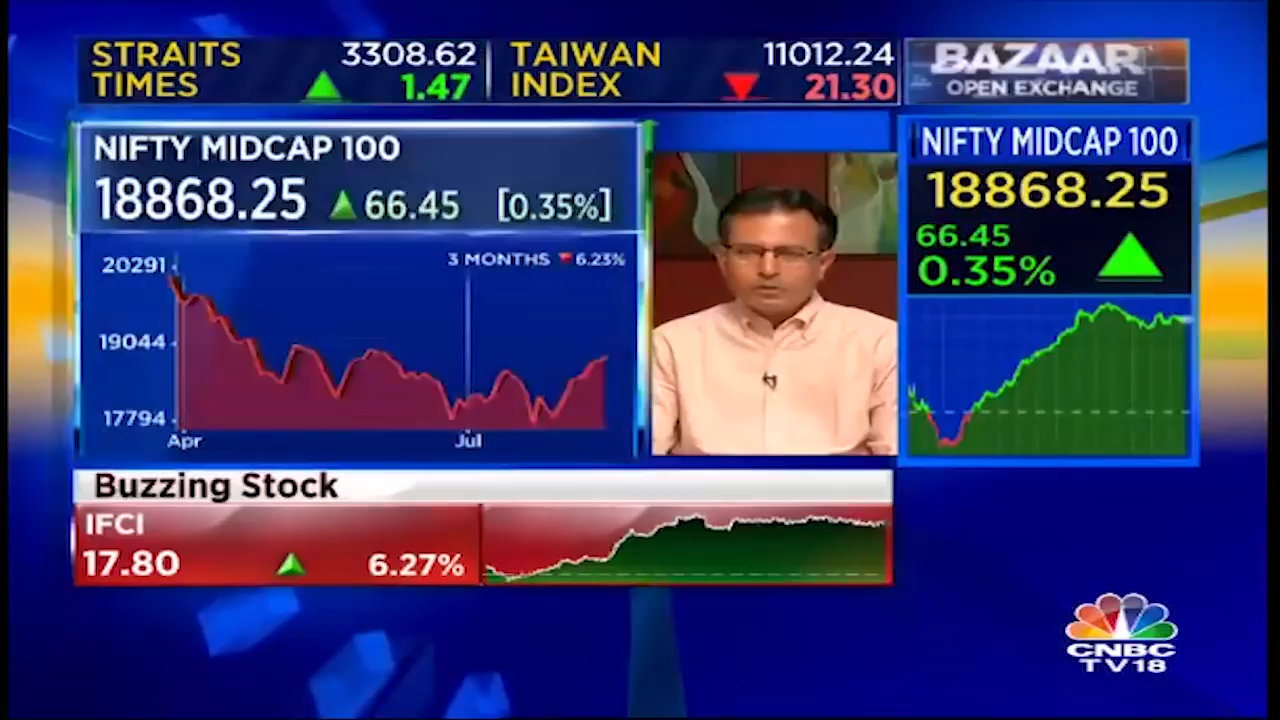 STRAITS TIMES 3308.62 1.47
TAIWAN INDEX 11012.24 21.30
BAZAAR
OPEN EXCHANGE
NIFTY MIDCAP 100
18868.25 66.45 [0.35%]
3 MONTHS 6.23%
20291
19044
17794
Apr Jul
NIFTY MIDCAP 100
18868.25
66.45
0.35%
Buzzing Stock
IFCI
17.80 6.27%
CNBC
TV18